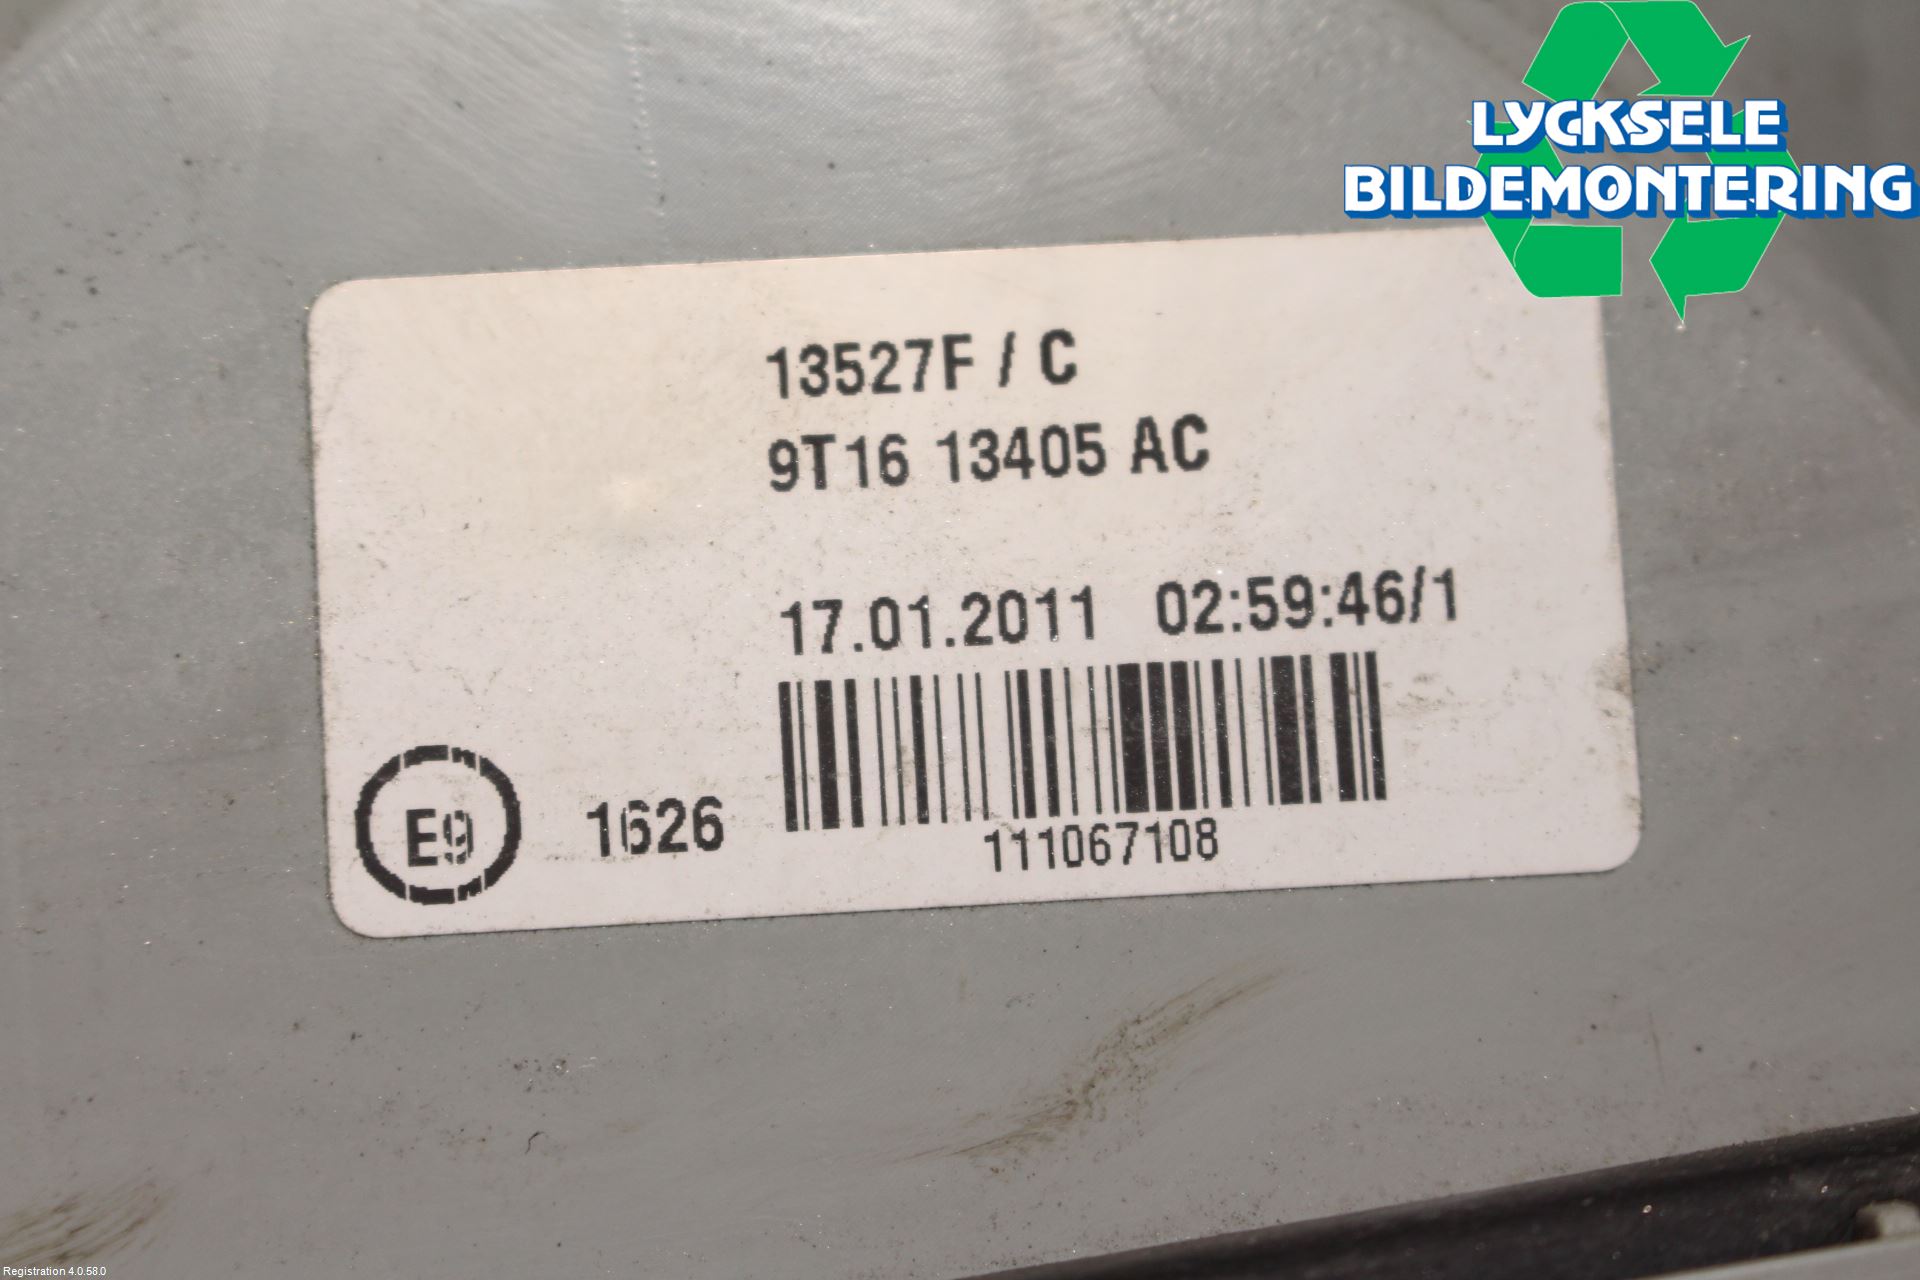 LYCKSELE
BILDEMONTERING
13527F / C
9T16 13405 AC
17.01.2011 02:59:46/1
E9 1626
111067108
Registration 4.0.58.0